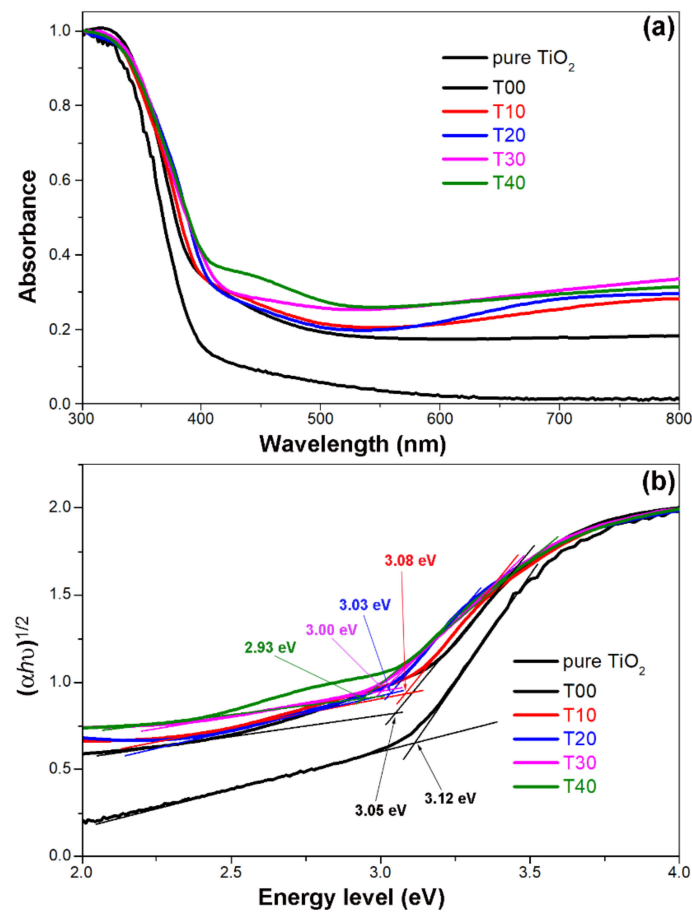 (a)
1.0
0.8
0.6
0.4
0.2
0.0
Absorbance
pure TiO₂
T00
T10
T20
T30
T40
300 400 500 600 700 800
Wavelength (nm)
(b)
2.0
1.5
1.0
0.5
0.0
(αhυ)¹/²
3.08 eV
3.03 eV
3.00 eV
2.93 eV
3.05 eV
3.12 eV
pure TiO₂
T00
T10
T20
T30
T40
2.0 2.5 3.0 3.5 4.0
Energy level (eV)